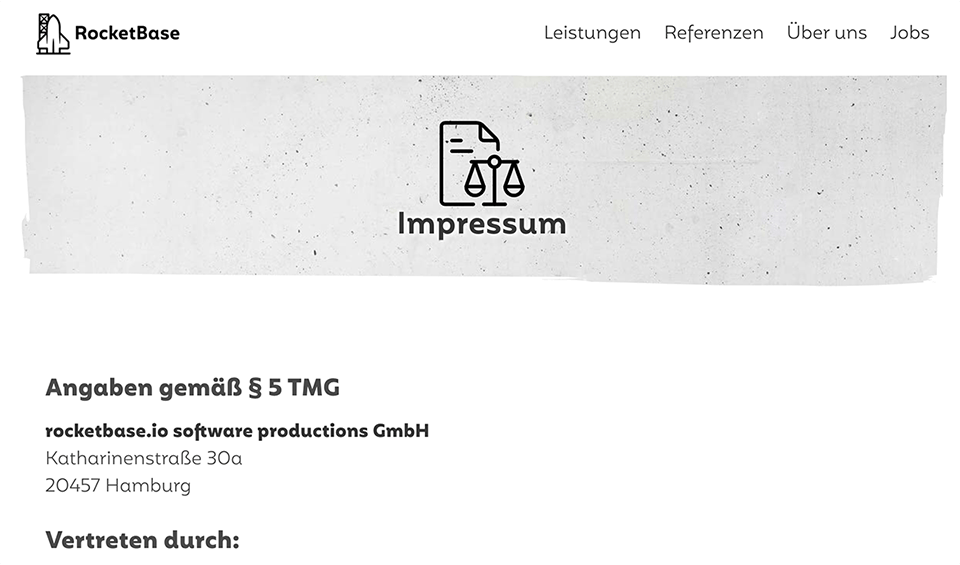 RocketBase
Leistungen Referenzen Über uns Jobs
Impressum
Angaben gemäß § 5 TMG
rocketbase.io software productions GmbH
Katharinenstraße 30a
20457 Hamburg
Vertreten durch: